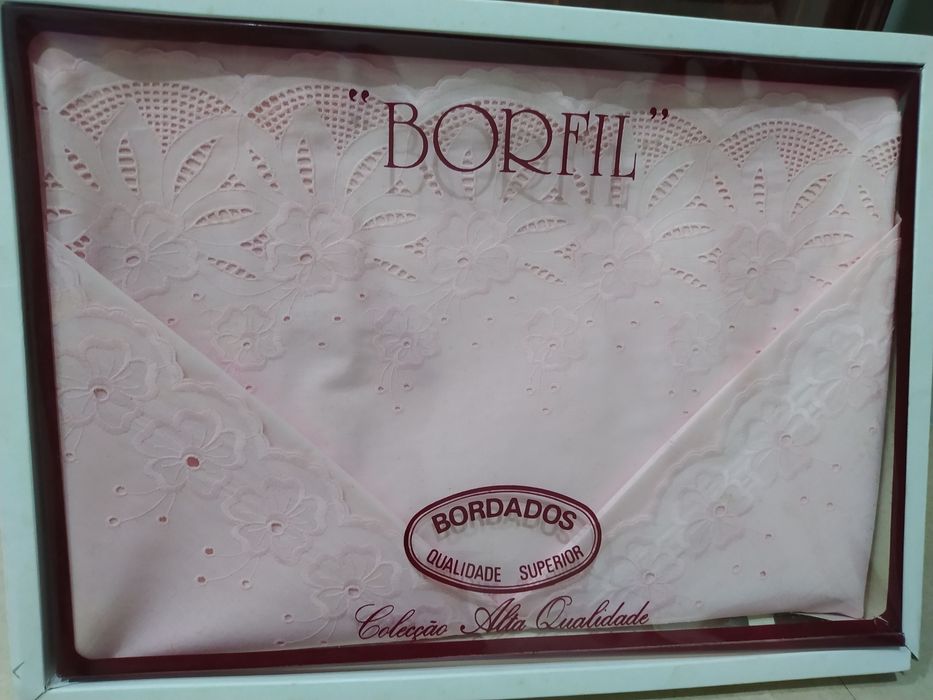 "BORFIL"
BORDADOS
QUALIDADE SUPERIOR
Colecção Alta Qualidade